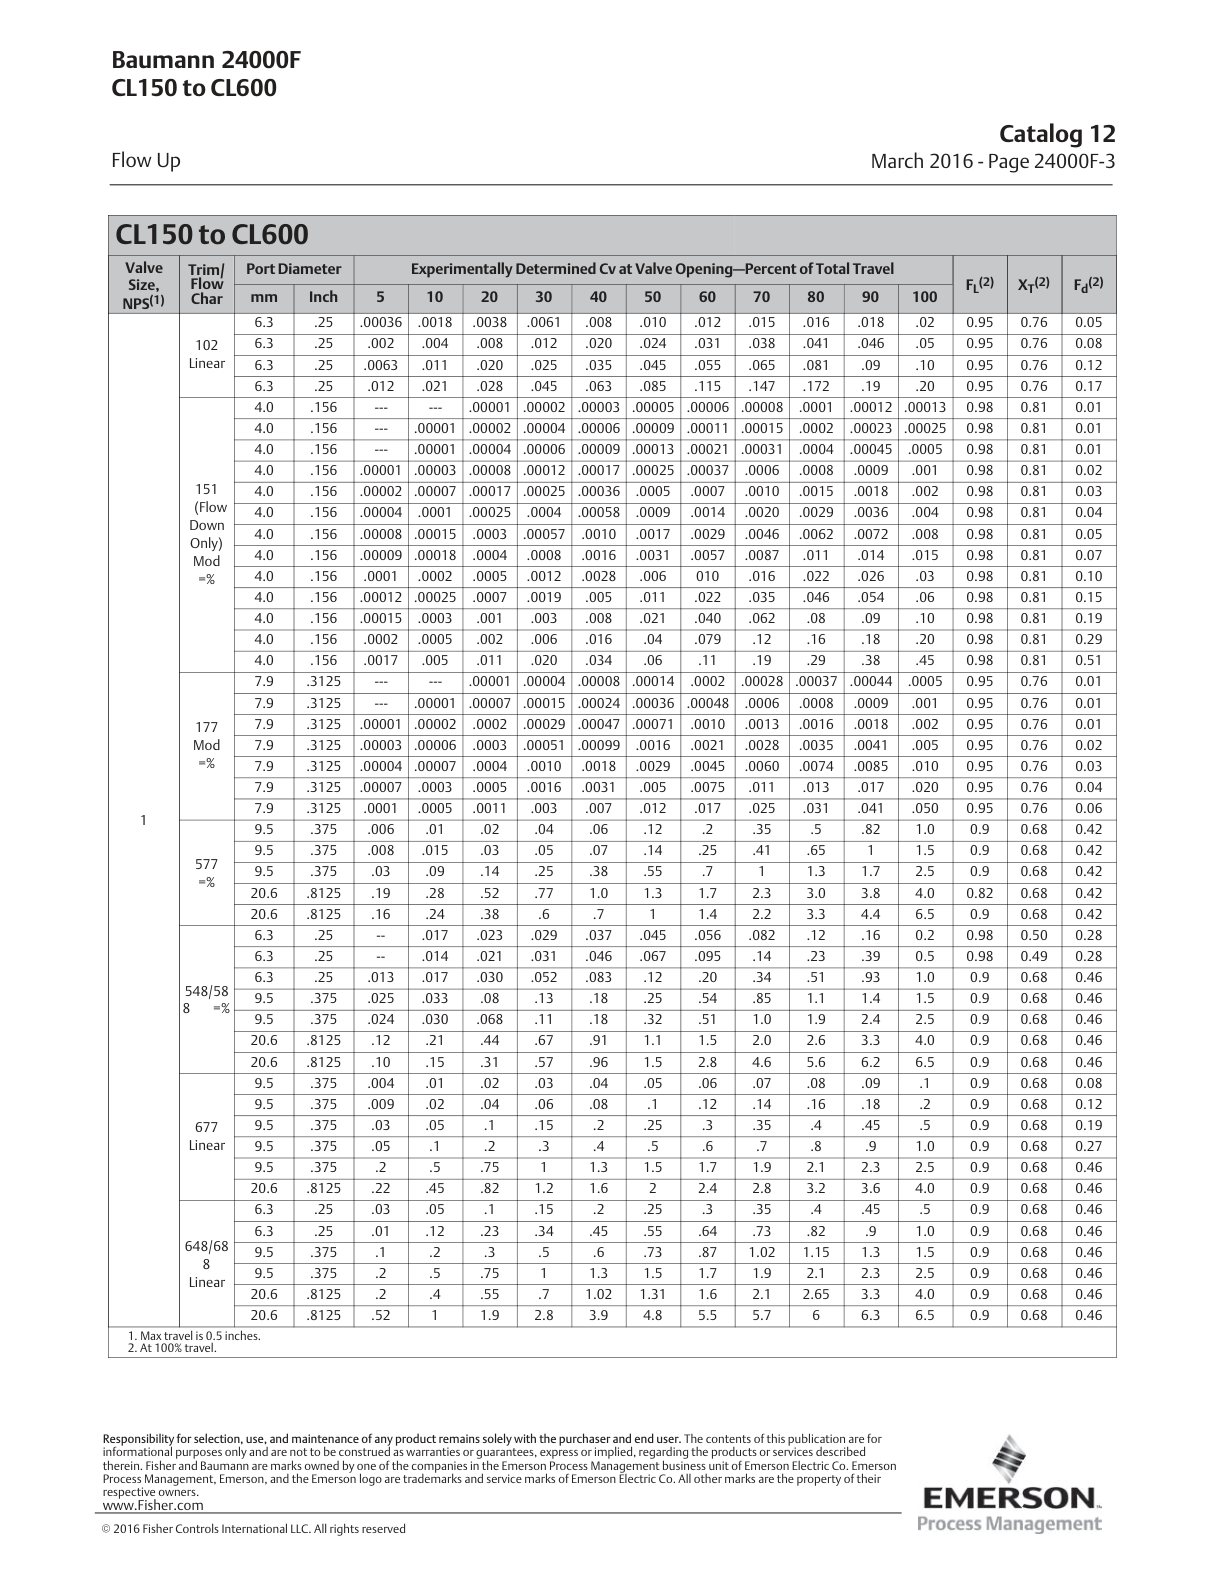 Baumann 24000F
CL150 to CL600
Catalog 12
Flow Up
March 2016 - Page 24000F-3
CL150 to CL600
Valve Size, NPS(1) Trim/ Flow Char Port Diameter Experimentally Determined Cv at Valve Opening—Percent of Total Travel FL(2) XT(2) Fd(2)
mm Inch 5 10 20 30 40 50 60 70 80 90 100
1
102 Linear
6.3 .25 .00036 .0018 .0038 .0061 .008 .010 .012 .015 .016 .018 .02 0.95 0.76 0.05
6.3 .25 .002 .004 .008 .012 .020 .024 .031 .038 .041 .046 .05 0.95 0.76 0.08
6.3 .25 .0063 .011 .020 .025 .035 .045 .055 .065 .081 .09 .10 0.95 0.76 0.12
6.3 .25 .012 .021 .028 .045 .063 .085 .115 .147 .172 .19 .20 0.95 0.76 0.17
151 (Flow Down Only) Mod =%
4.0 .156 --- --- .00001 .00002 .00003 .00005 .00006 .00008 .0001 .00012 .00013 0.98 0.81 0.01
4.0 .156 --- .00001 .00002 .00004 .00006 .00009 .00011 .00015 .0002 .00023 .00025 0.98 0.81 0.01
4.0 .156 --- .00001 .00004 .00006 .00009 .00013 .00021 .00031 .0004 .00045 .0005 0.98 0.81 0.01
4.0 .156 .00001 .00003 .00008 .00012 .00017 .00025 .00037 .0006 .0008 .0009 .001 0.98 0.81 0.02
4.0 .156 .00002 .00007 .00017 .00025 .00036 .0005 .0007 .0010 .0015 .0018 .002 0.98 0.81 0.03
4.0 .156 .00004 .0001 .00025 .0004 .00058 .0009 .0014 .0020 .0029 .0036 .004 0.98 0.81 0.04
4.0 .156 .00008 .00015 .0003 .00057 .0010 .0017 .0029 .0046 .0062 .0072 .008 0.98 0.81 0.05
4.0 .156 .00009 .00018 .0004 .0008 .0016 .0031 .0057 .0087 .011 .014 .015 0.98 0.81 0.07
4.0 .156 .0001 .0002 .0005 .0012 .0028 .006 010 .016 .022 .026 .03 0.98 0.81 0.10
4.0 .156 .00012 .00025 .0007 .0019 .005 .011 .022 .035 .046 .054 .06 0.98 0.81 0.15
4.0 .156 .00015 .0003 .001 .003 .008 .021 .040 .062 .08 .09 .10 0.98 0.81 0.19
4.0 .156 .0002 .0005 .002 .006 .016 .04 .079 .12 .16 .18 .20 0.98 0.81 0.29
4.0 .156 .0017 .005 .011 .020 .034 .06 .11 .19 .29 .38 .45 0.98 0.81 0.51
177 Mod =%
7.9 .3125 --- --- .00001 .00004 .00008 .00014 .0002 .00028 .00037 .00044 .0005 0.95 0.76 0.01
7.9 .3125 --- .00001 .00007 .00015 .00024 .00036 .00048 .0006 .0008 .0009 .001 0.95 0.76 0.01
7.9 .3125 .00001 .00002 .0002 .00029 .00047 .00071 .0010 .0013 .0016 .0018 .002 0.95 0.76 0.01
7.9 .3125 .00003 .00006 .0003 .00051 .00099 .0016 .0021 .0028 .0035 .0041 .005 0.95 0.76 0.02
7.9 .3125 .00004 .00007 .0004 .0010 .0018 .0029 .0045 .0060 .0074 .0085 .010 0.95 0.76 0.03
7.9 .3125 .00007 .0003 .0005 .0016 .0031 .005 .0075 .011 .013 .017 .020 0.95 0.76 0.04
7.9 .3125 .0001 .0005 .0011 .003 .007 .012 .017 .025 .031 .041 .050 0.95 0.76 0.06
577 =%
9.5 .375 .006 .01 .02 .04 .06 .12 .2 .35 .5 .82 1.0 0.9 0.68 0.42
9.5 .375 .008 .015 .03 .05 .07 .14 .25 .41 .65 1 1.5 0.9 0.68 0.42
9.5 .375 .03 .09 .14 .25 .38 .55 .7 1 1.3 1.7 2.5 0.9 0.68 0.42
20.6 .8125 .19 .28 .52 .77 1.0 1.3 1.7 2.3 3.0 3.8 4.0 0.82 0.68 0.42
20.6 .8125 .16 .24 .38 .6 .7 1 1.4 2.2 3.3 4.4 6.5 0.9 0.68 0.42
548/58 8 =%
6.3 .25 -- .017 .023 .029 .037 .045 .056 .082 .12 .16 0.2 0.98 0.50 0.28
6.3 .25 -- .014 .021 .031 .046 .067 .095 .14 .23 .39 0.5 0.98 0.49 0.28
6.3 .25 .013 .017 .030 .052 .083 .12 .20 .34 .51 .93 1.0 0.9 0.68 0.46
9.5 .375 .025 .033 .08 .13 .18 .25 .54 .85 1.1 1.4 1.5 0.9 0.68 0.46
9.5 .375 .024 .030 .068 .11 .18 .32 .51 1.0 1.9 2.4 2.5 0.9 0.68 0.46
20.6 .8125 .12 .21 .44 .67 .91 1.1 1.5 2.0 2.6 3.3 4.0 0.9 0.68 0.46
20.6 .8125 .10 .15 .31 .57 .96 1.5 2.8 4.6 5.6 6.2 6.5 0.9 0.68 0.46
677 Linear
9.5 .375 .004 .01 .02 .03 .04 .05 .06 .07 .08 .09 .1 0.9 0.68 0.08
9.5 .375 .009 .02 .04 .06 .08 .1 .12 .14 .16 .18 .2 0.9 0.68 0.12
9.5 .375 .03 .05 .1 .15 .2 .25 .3 .35 .4 .45 .5 0.9 0.68 0.19
9.5 .375 .05 .1 .2 .3 .4 .5 .6 .7 .8 .9 1.0 0.9 0.68 0.27
9.5 .375 .2 .5 .75 1 1.3 1.5 1.7 1.9 2.1 2.3 2.5 0.9 0.68 0.46
20.6 .8125 .22 .45 .82 1.2 1.6 2 2.4 2.8 3.2 3.6 4.0 0.9 0.68 0.46
648/68 8 Linear
6.3 .25 .03 .05 .1 .15 .2 .25 .3 .35 .4 .45 .5 0.9 0.68 0.46
6.3 .25 .01 .12 .23 .34 .45 .55 .64 .73 .82 .9 1.0 0.9 0.68 0.46
9.5 .375 .1 .2 .3 .5 .6 .73 .87 1.02 1.15 1.3 1.5 0.9 0.68 0.46
9.5 .375 .2 .5 .75 1 1.3 1.5 1.7 1.9 2.1 2.3 2.5 0.9 0.68 0.46
20.6 .8125 .2 .4 .55 .7 1.02 1.31 1.6 2.1 2.65 3.3 4.0 0.9 0.68 0.46
20.6 .8125 .52 1 1.9 2.8 3.9 4.8 5.5 5.7 6 6.3 6.5 0.9 0.68 0.46
1. Max travel is 0.5 inches.
2. At 100% travel.
Responsibility for selection, use, and maintenance of any product remains solely with the purchaser and end user. The contents of this publication are for
informational purposes only and are not to be construed as warranties or guarantees, express or implied, regarding the products or services described
therein. Fisher and Baumann are marks owned by one of the companies in the Emerson Process Management business unit of Emerson Electric Co. Emerson
Process Management, Emerson, and the Emerson logo are trademarks and service marks of Emerson Electric Co. All other marks are the property of their
respective owners.
www.Fisher.com
© 2016 Fisher Controls International LLC. All rights reserved
EMERSON
Process Management